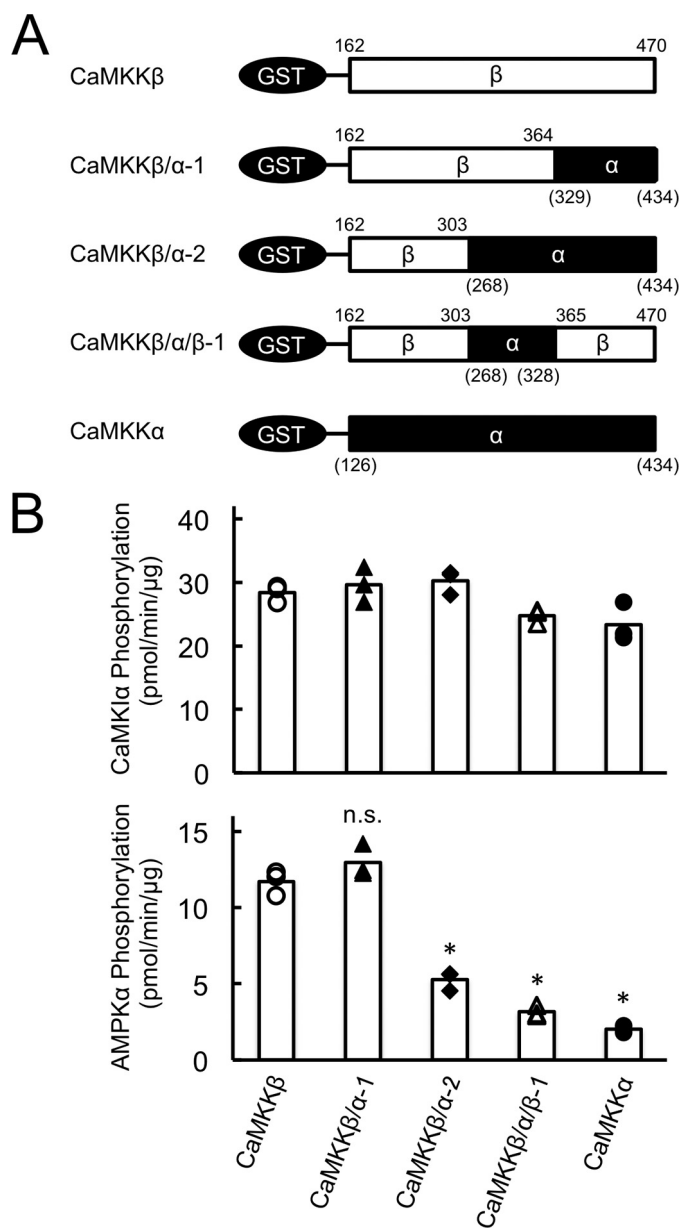 A
162 470
CaMKKβ GST β
162 364
CaMKKβ/α-1 GST β α
(329) (434)
162 303
CaMKKβ/α-2 GST β α
(268) (434)
162 303 365 470
CaMKKβ/α/β-1 GST β α β
(268) (328)
CaMKKα GST α
(126) (434)
B
CaMKIα Phosphorylation
(pmol/min/μg)
40
30
20
10
0
AMPKα Phosphorylation
(pmol/min/μg)
15
10
5
0
n.s.
*
*
*
CaMKKβ
CaMKKβ/α-1
CaMKKβ/α-2
CaMKKβ/α/β-1
CaMKKα